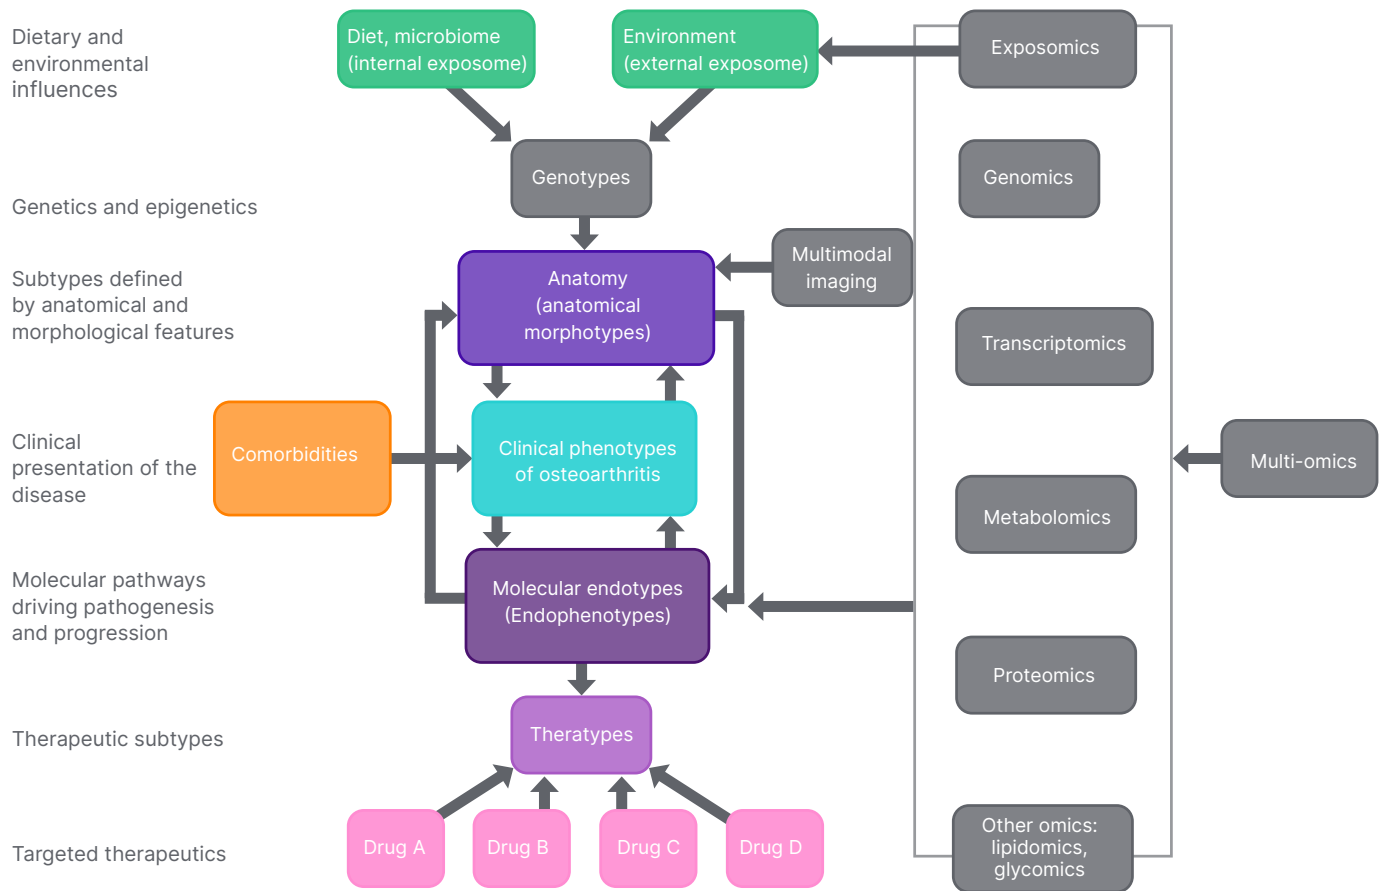 Dietary and
environmental
influences
Diet, microbiome
(internal exposome)
Environment
(external exposome)
Exposomics
Genotypes
Genomics
Genetics and epigenetics
Subtypes defined
by anatomical and
morphological features
Anatomy
(anatomical
morphotypes)
Multimodal
imaging
Transcriptomics
Clinical
presentation of the
disease
Comorbidities
Clinical phenotypes
of osteoarthritis
Multi-omics
Metabolomics
Molecular pathways
driving pathogenesis
and progression
Molecular endotypes
(Endophenotypes)
Proteomics
Therapeutic subtypes
Theratypes
Targeted therapeutics
Drug A
Drug B
Drug C
Drug D
Other omics:
lipidomics,
glycomics